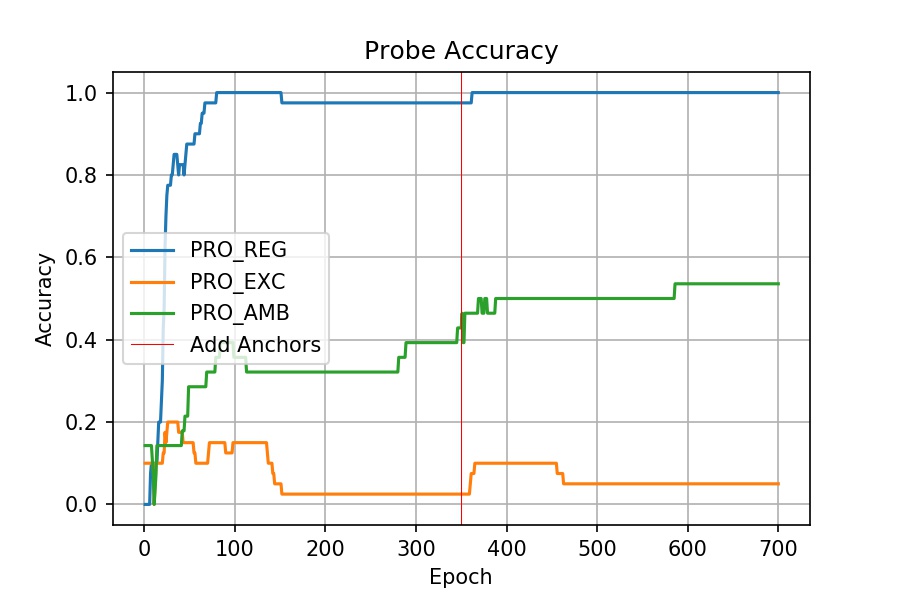 Probe Accuracy
Accuracy
1.0
0.8
0.6
0.4
0.2
0.0
PRO_REG
PRO_EXC
PRO_AMB
Add Anchors
0 100 200 300 400 500 600 700
Epoch